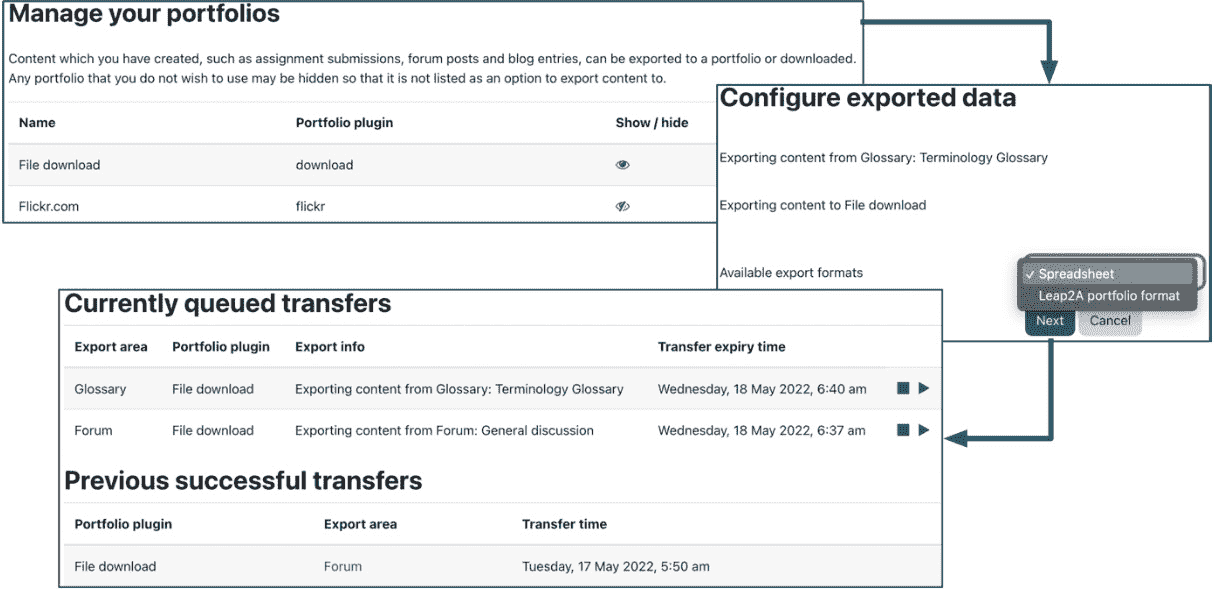 Manage your portfolios
Content which you have created, such as assignment submissions, forum posts and blog entries, can be exported to a portfolio or downloaded.
Any portfolio that you do not wish to use may be hidden so that it is not listed as an option to export content to.
Name Portfolio plugin Show / hide
File download download
Flickr.com flickr
Configure exported data
Exporting content from Glossary: Terminology Glossary
Exporting content to File download
Available export formats
✓ Spreadsheet
Leap2A portfolio format
Next Cancel
Currently queued transfers
Export area Portfolio plugin Export info Transfer expiry time
Glossary File download Exporting content from Glossary: Terminology Glossary Wednesday, 18 May 2022, 6:40 am
Forum File download Exporting content from Forum: General discussion Wednesday, 18 May 2022, 6:37 am
Previous successful transfers
Portfolio plugin Export area Transfer time
File download Forum Tuesday, 17 May 2022, 5:50 am